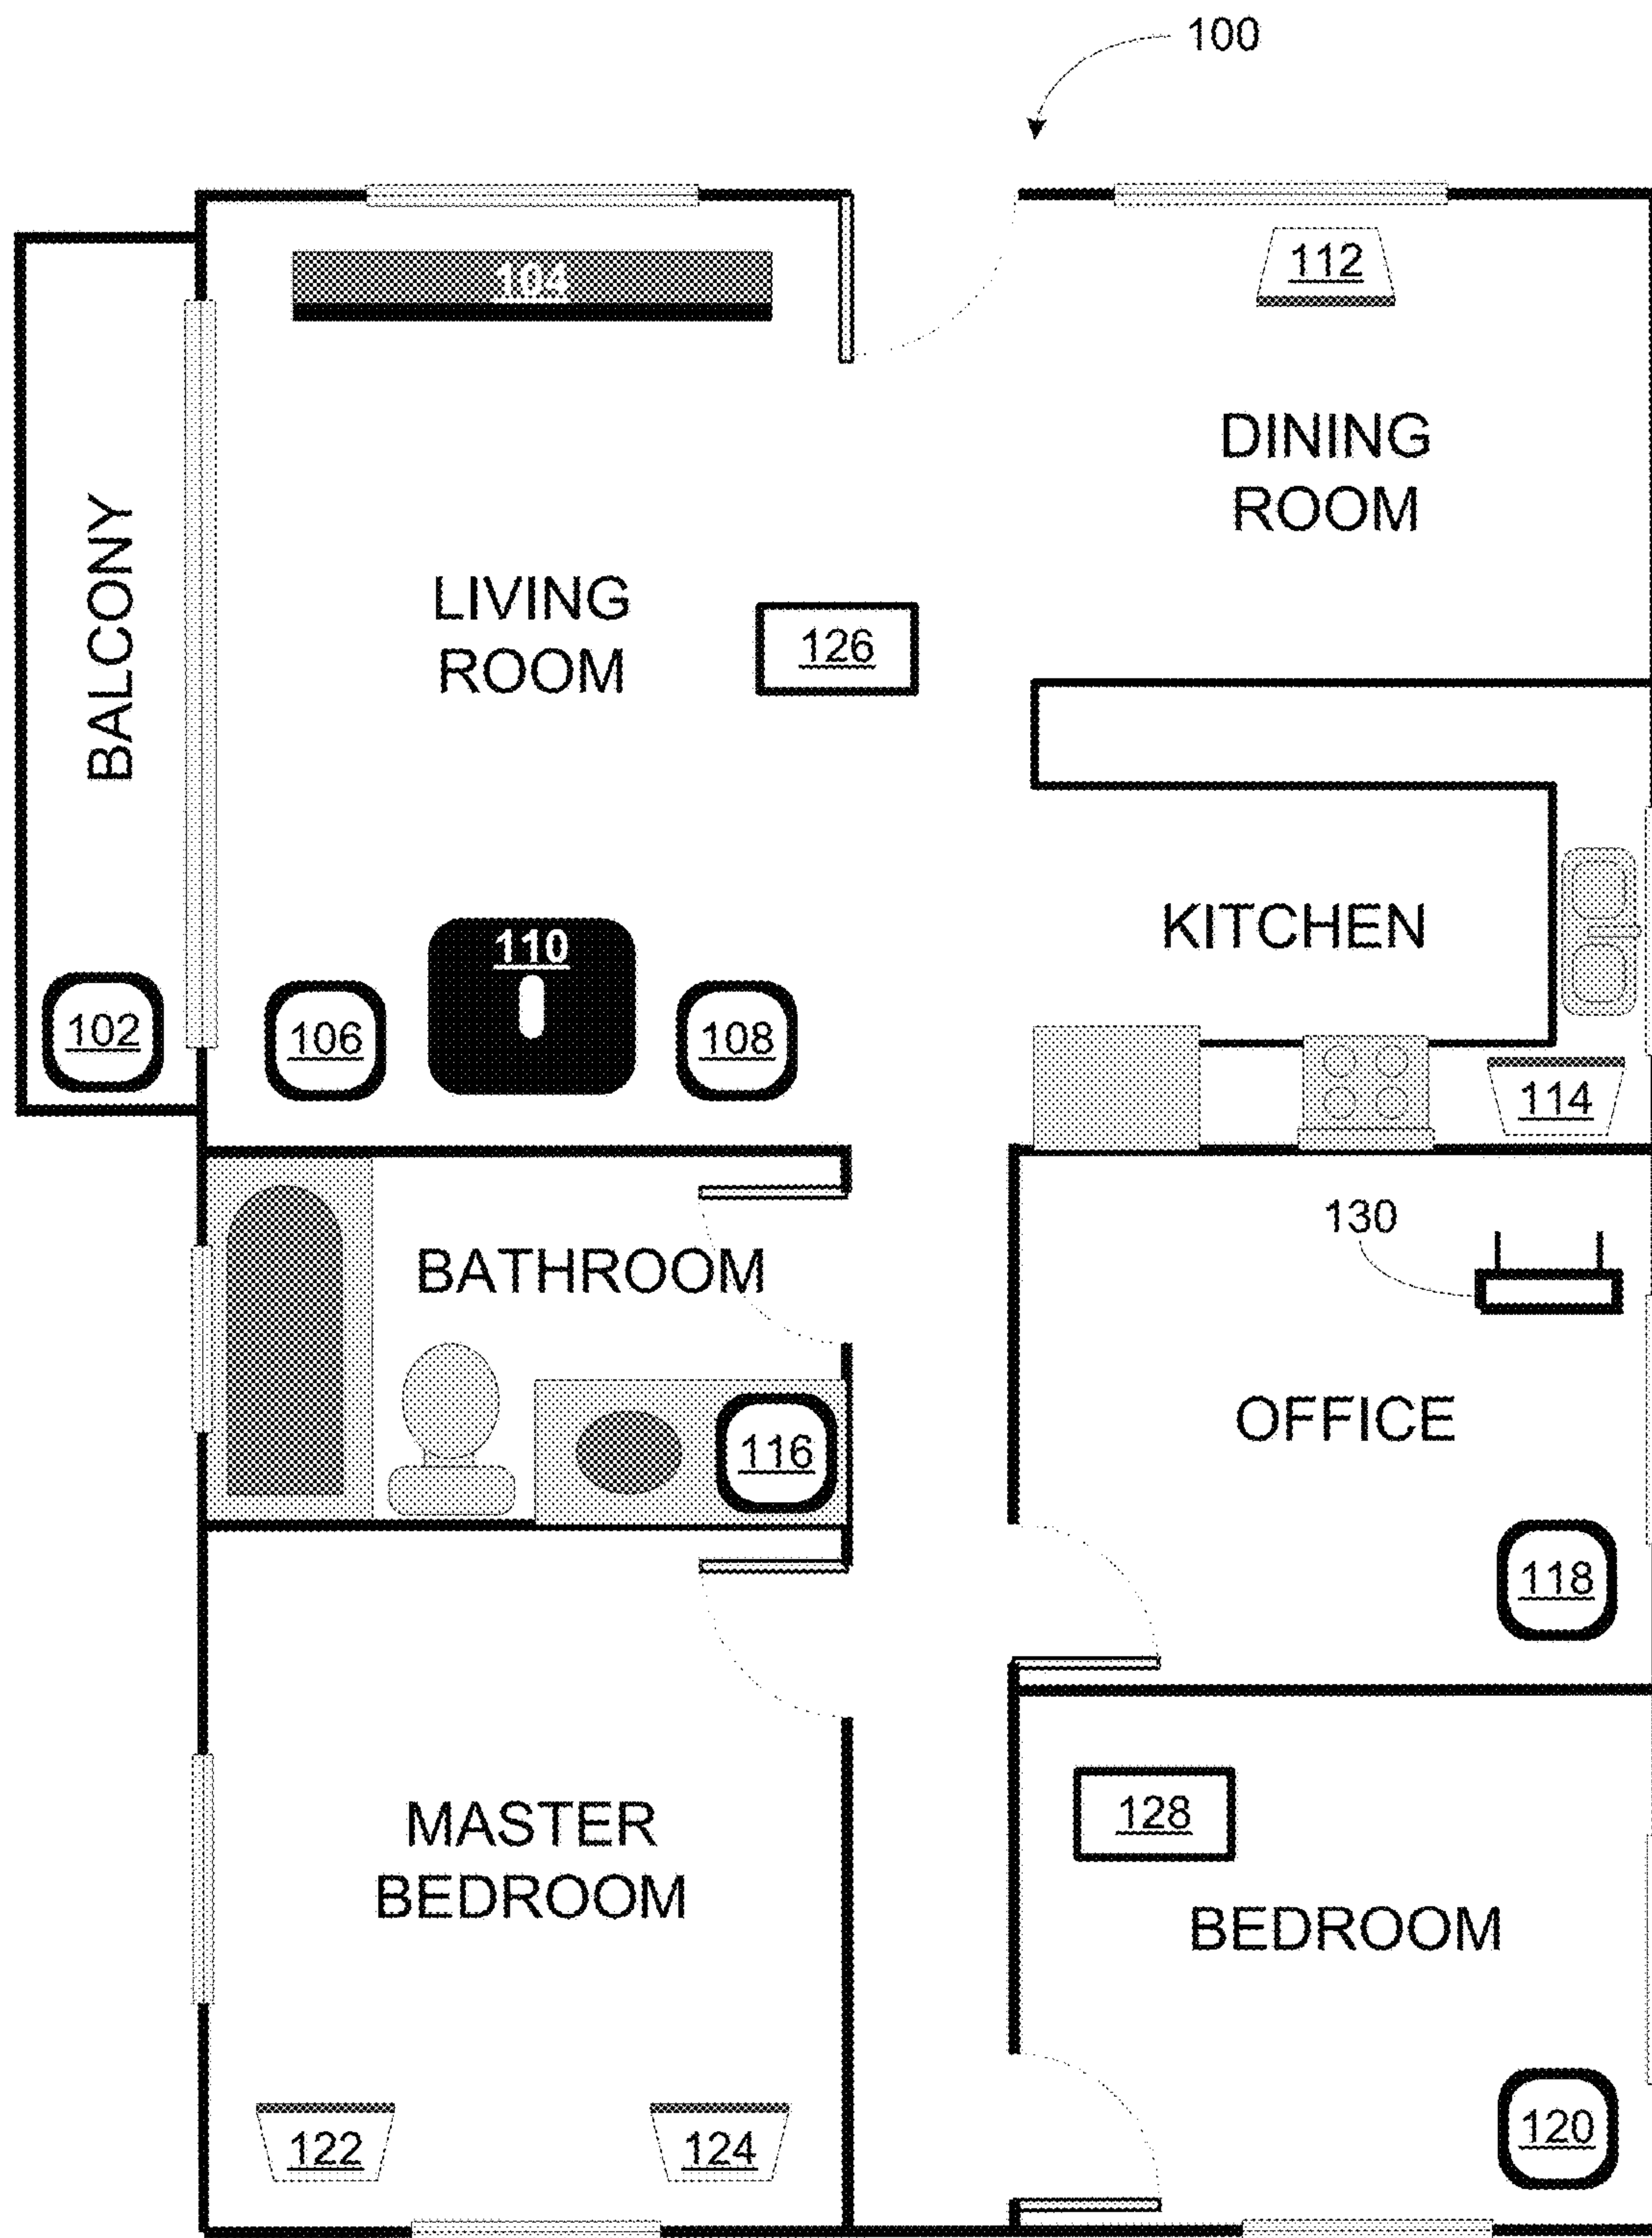 100
104
112
DINING
ROOM
BALCONY
LIVING
ROOM
126
KITCHEN
110
102
106
108
114
130
BATHROOM
OFFICE
116
118
128
MASTER
BEDROOM
BEDROOM
122
124
120